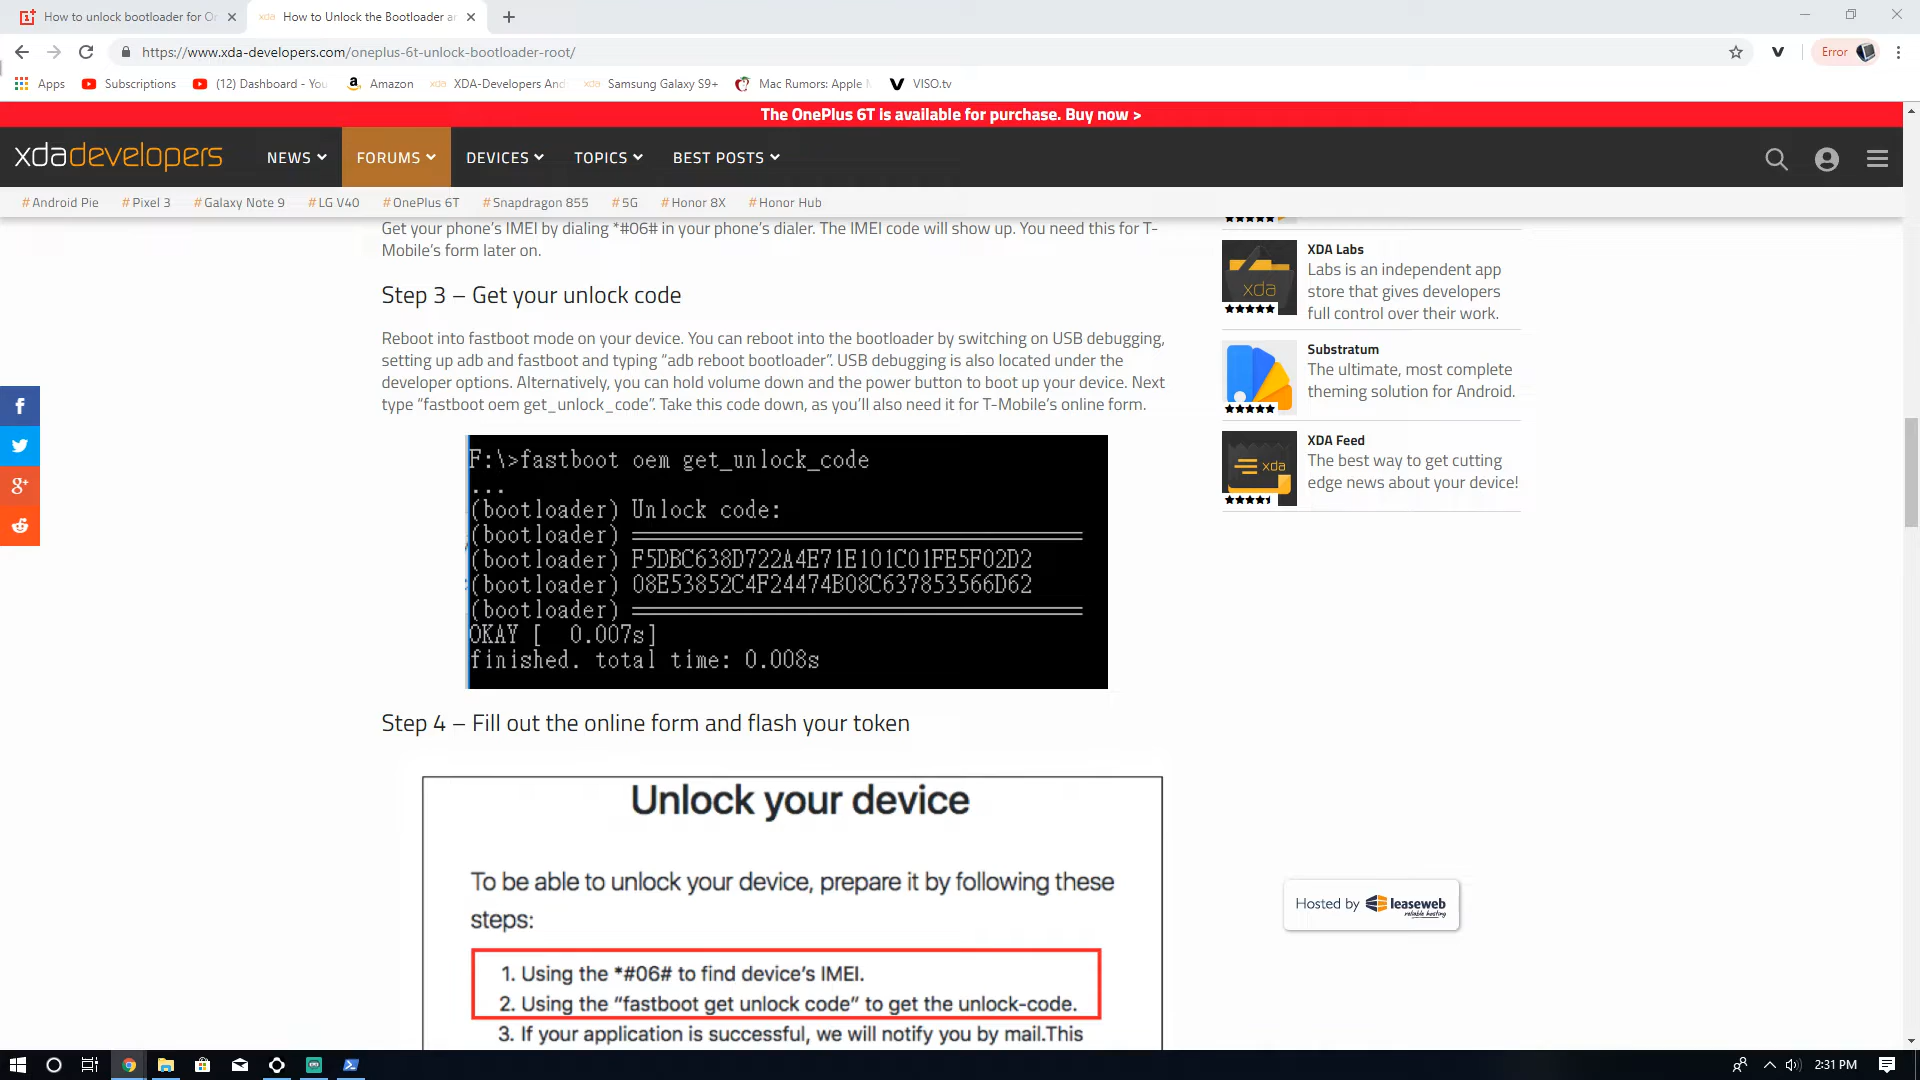 How to unlock bootloader for On
How to Unlock the Bootloader an
https://www.xda-developers.com/oneplus-6t-unlock-bootloader-root/
Error
Apps
Subscriptions
(12) Dashboard - You
Amazon
XDA-Developers And
Samsung Galaxy S9+
Mac Rumors: Apple M
VISO.tv
The OnePlus 6T is available for purchase. Buy now >
xdadevelopers
NEWS
FORUMS
DEVICES
TOPICS
BEST POSTS
#Android Pie
#Pixel 3
#Galaxy Note 9
#LG V40
#OnePlus 6T
#Snapdragon 855
#5G
#Honor 8X
#Honor Hub
Get your phone’s IMEI by dialing *#06# in your phone’s dialer. The IMEI code will show up. You need this for T-
Mobile’s form later on.
Step 3 – Get your unlock code
Reboot into fastboot mode on your device. You can reboot into the bootloader by switching on USB debugging,
setting up adb and fastboot and typing “adb reboot bootloader”. USB debugging is also located under the
developer options. Alternatively, you can hold volume down and the power button to boot up your device. Next
type “fastboot oem get_unlock_code”. Take this code down, as you’ll also need it for T-Mobile’s online form.
F:\>fastboot oem get_unlock_code
...
(bootloader) Unlock code:
(bootloader) ====================================
(bootloader) F5DBC638D722A4E71E101C01FE5F02D2
(bootloader) 08E53852C4F24474B08C637853566D62
(bootloader) ====================================
OKAY [  0.007s]
finished. total time: 0.008s
Step 4 – Fill out the online form and flash your token
Unlock your device
To be able to unlock your device, prepare it by following these
steps:
1. Using the *#06# to find device’s IMEI.
2. Using the “fastboot get unlock code” to get the unlock-code.
3. If your application is successful, we will notify you by mail.This
XDA Labs
Labs is an independent app
store that gives developers
full control over their work.
xda
Substratum
The ultimate, most complete
theming solution for Android.
XDA Feed
The best way to get cutting
edge news about your device!
xda
Hosted by leaseweb
reliable hosting
2:31 PM